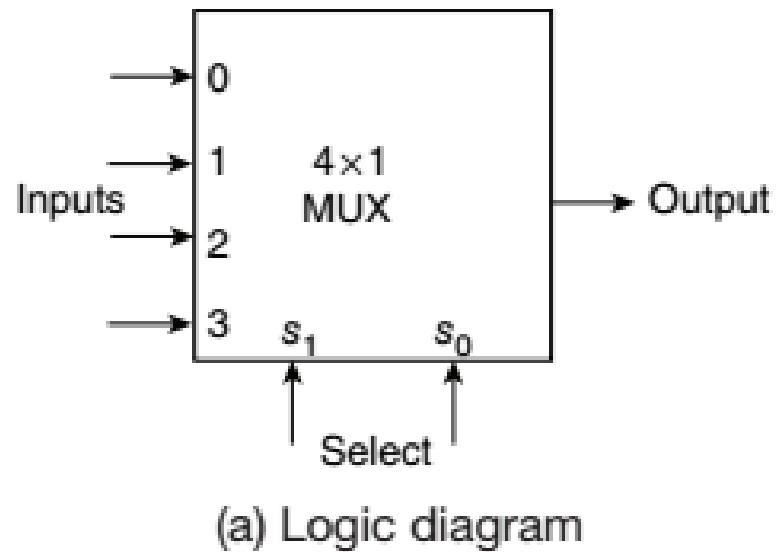 0
1
4×1
Inputs
MUX
Output
2
3
s₁
s₀
Select
(a) Logic diagram